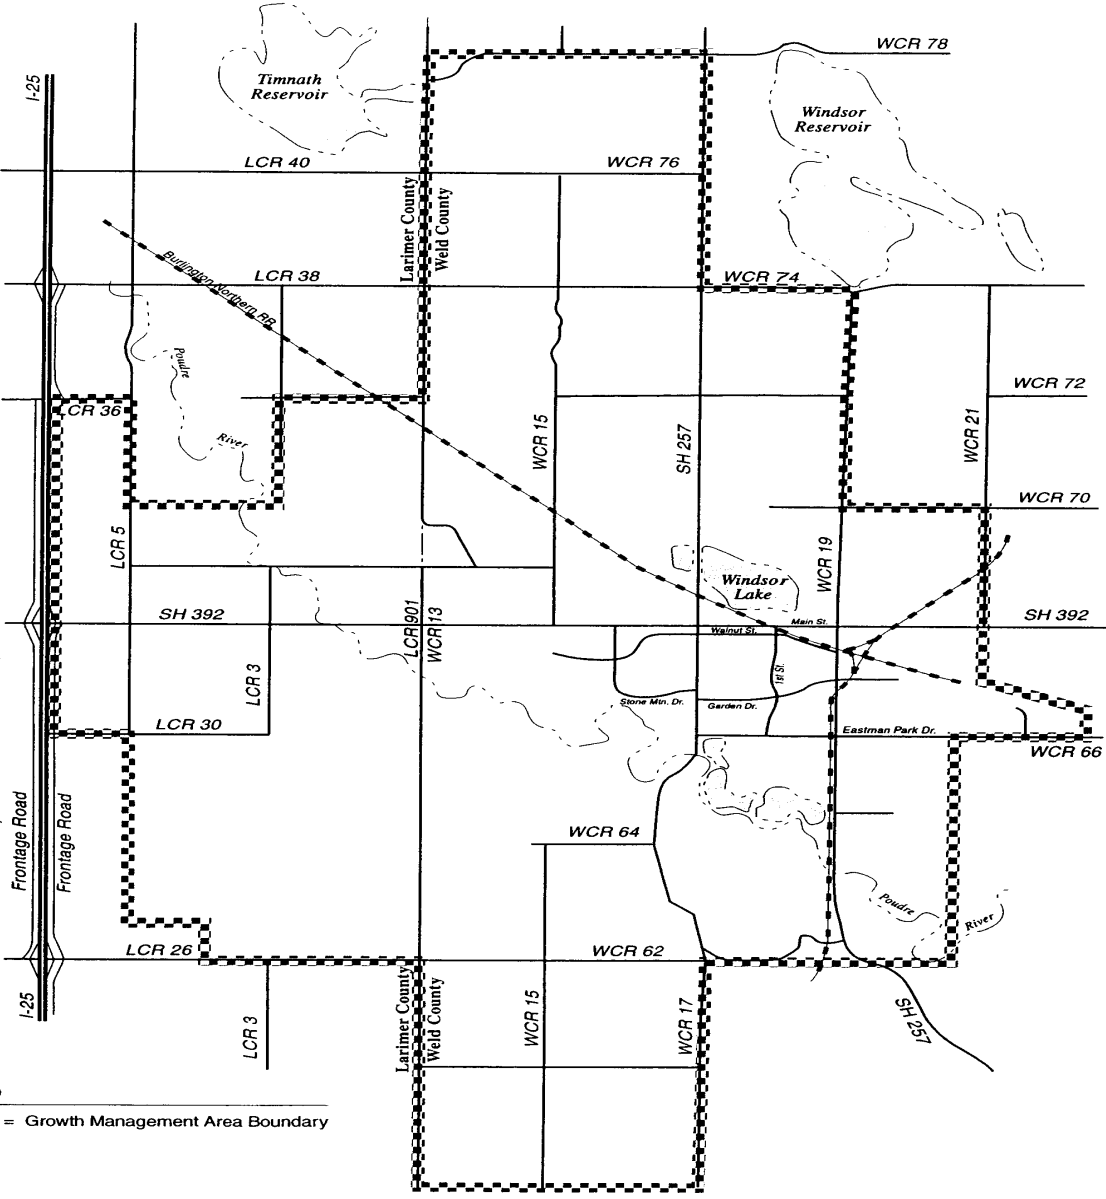 WCR 78
I-25
Timnath
Reservoir
Windsor
Reservoir
LCR 40
WCR 76
Larimer County
Weld County
Burlington Northern RR
LCR 38
WCR 74
Poudre
River
LCR 36
WCR 72
WCR 15
SH 257
WCR 21
WCR 70
LCR 5
WCR 19
Windsor
Lake
SH 392
LCR 901
WCR 13
Main St.
Walnut St.
SH 392
LCR 3
1st St.
Stone Mtn. Dr.
Garden Dr.
LCR 30
Eastman Park Dr.
WCR 66
Frontage Road
Frontage Road
WCR 64
Poudre
River
LCR 26
WCR 62
I-25
LCR 3
Larimer County
Weld County
WCR 15
WCR 17
SH 257
= Growth Management Area Boundary